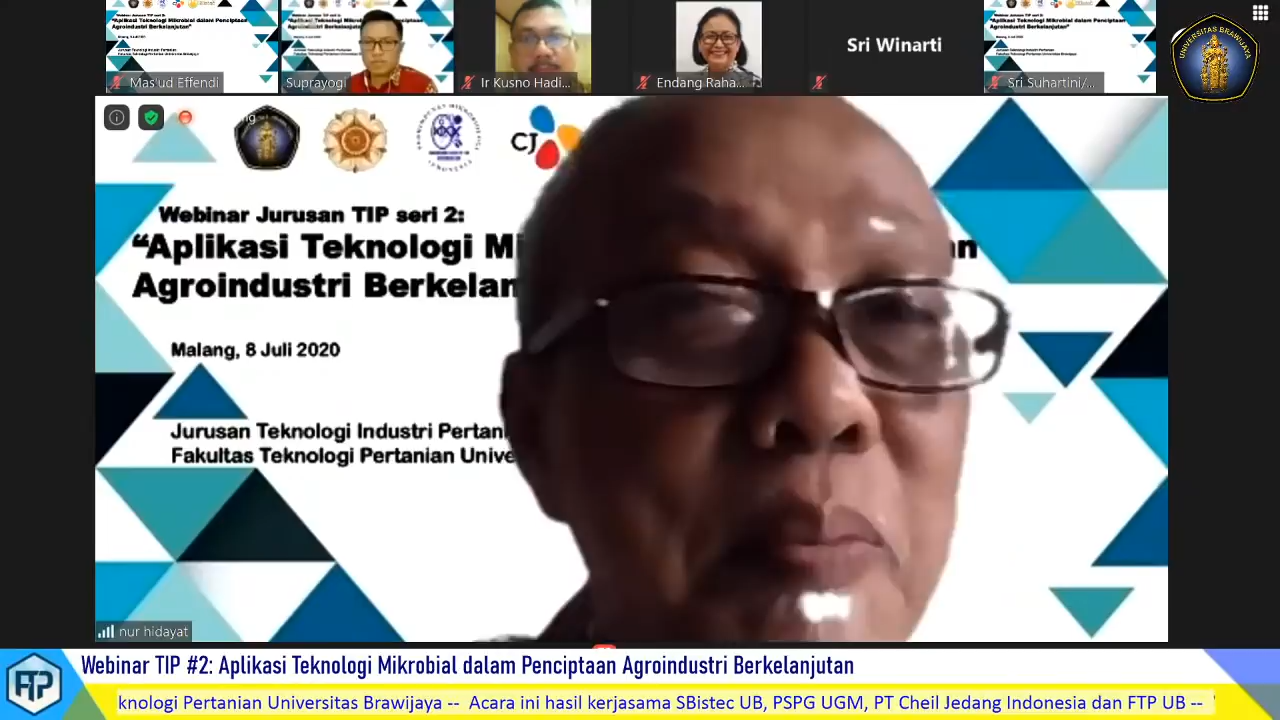 Mas'ud Effendi
Suprayogi
Ir Kusno Hadi...
Endang Raha...
Sri Winarti
Sri Suhartini/...
CJ
Webinar Jurusan TIP seri 2:
“Aplikasi Teknologi Mi
Agroindustri Berkelan
Malang, 8 Juli 2020
Jurusan Teknologi Industri Pertani
Fakultas Teknologi Pertanian Unive
nur hidayat
Webinar TIP #2: Aplikasi Teknologi Mikrobial dalam Penciptaan Agroindustri Berkelanjutan
knologi Pertanian Universitas Brawijaya -- Acara ini hasil kerjasama SBistec UB, PSPG UGM, PT Cheil Jedang Indonesia dan FTP UB --